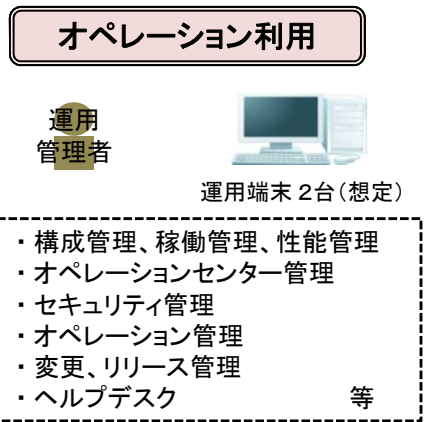 オペレーション利用
運用
管理者
運用端末 2台(想定)
・構成管理、稼働管理、性能管理
・オペレーションセンター管理
・セキュリティ管理
・オペレーション管理
・変更、リリース管理
・ヘルプデスク 等